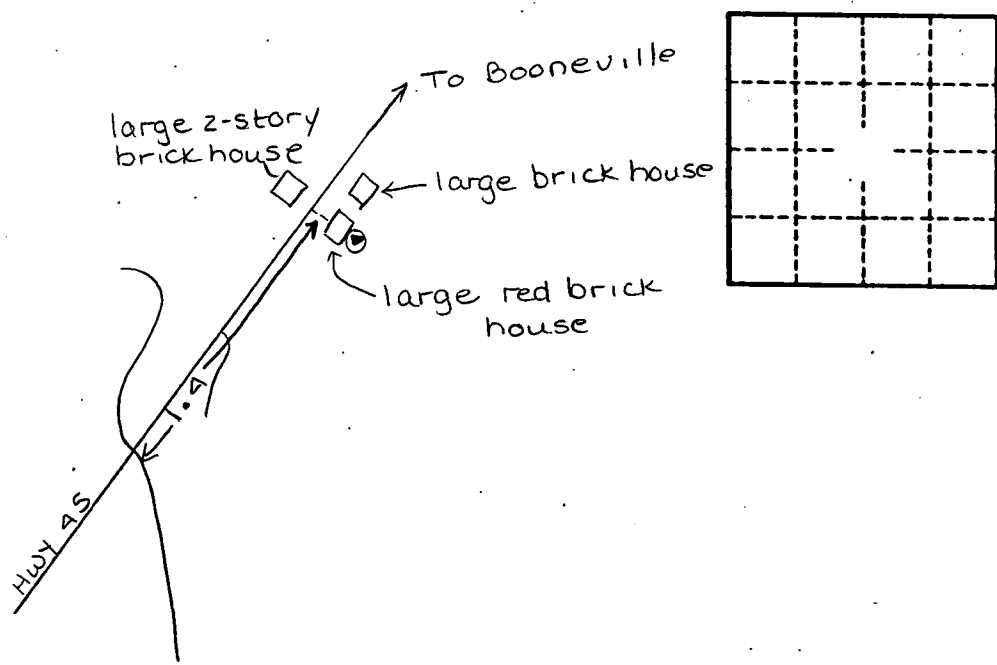 To Booneville
large 2-story
brick house
large brick house
large red brick
house
1.4
HWY 45